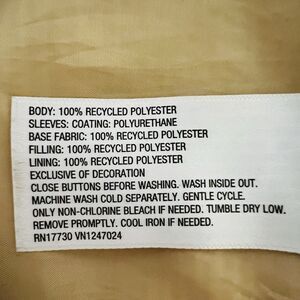 BODY: 100% RECYCLED POLYESTER
SLEEVES: COATING: POLYURETHANE
BASE FABRIC: 100% RECYCLED POLYESTER
FILLING: 100% RECYCLED POLYESTER
LINING: 100% RECYCLED POLYESTER
EXCLUSIVE OF DECORATION
CLOSE BUTTONS BEFORE WASHING. WASH INSIDE OUT.
MACHINE WASH COLD SEPARATELY. GENTLE CYCLE.
ONLY NON-CHLORINE BLEACH IF NEEDED. TUMBLE DRY LOW.
REMOVE PROMPTLY. COOL IRON IF NEEDED.
RN17730 VN1247024